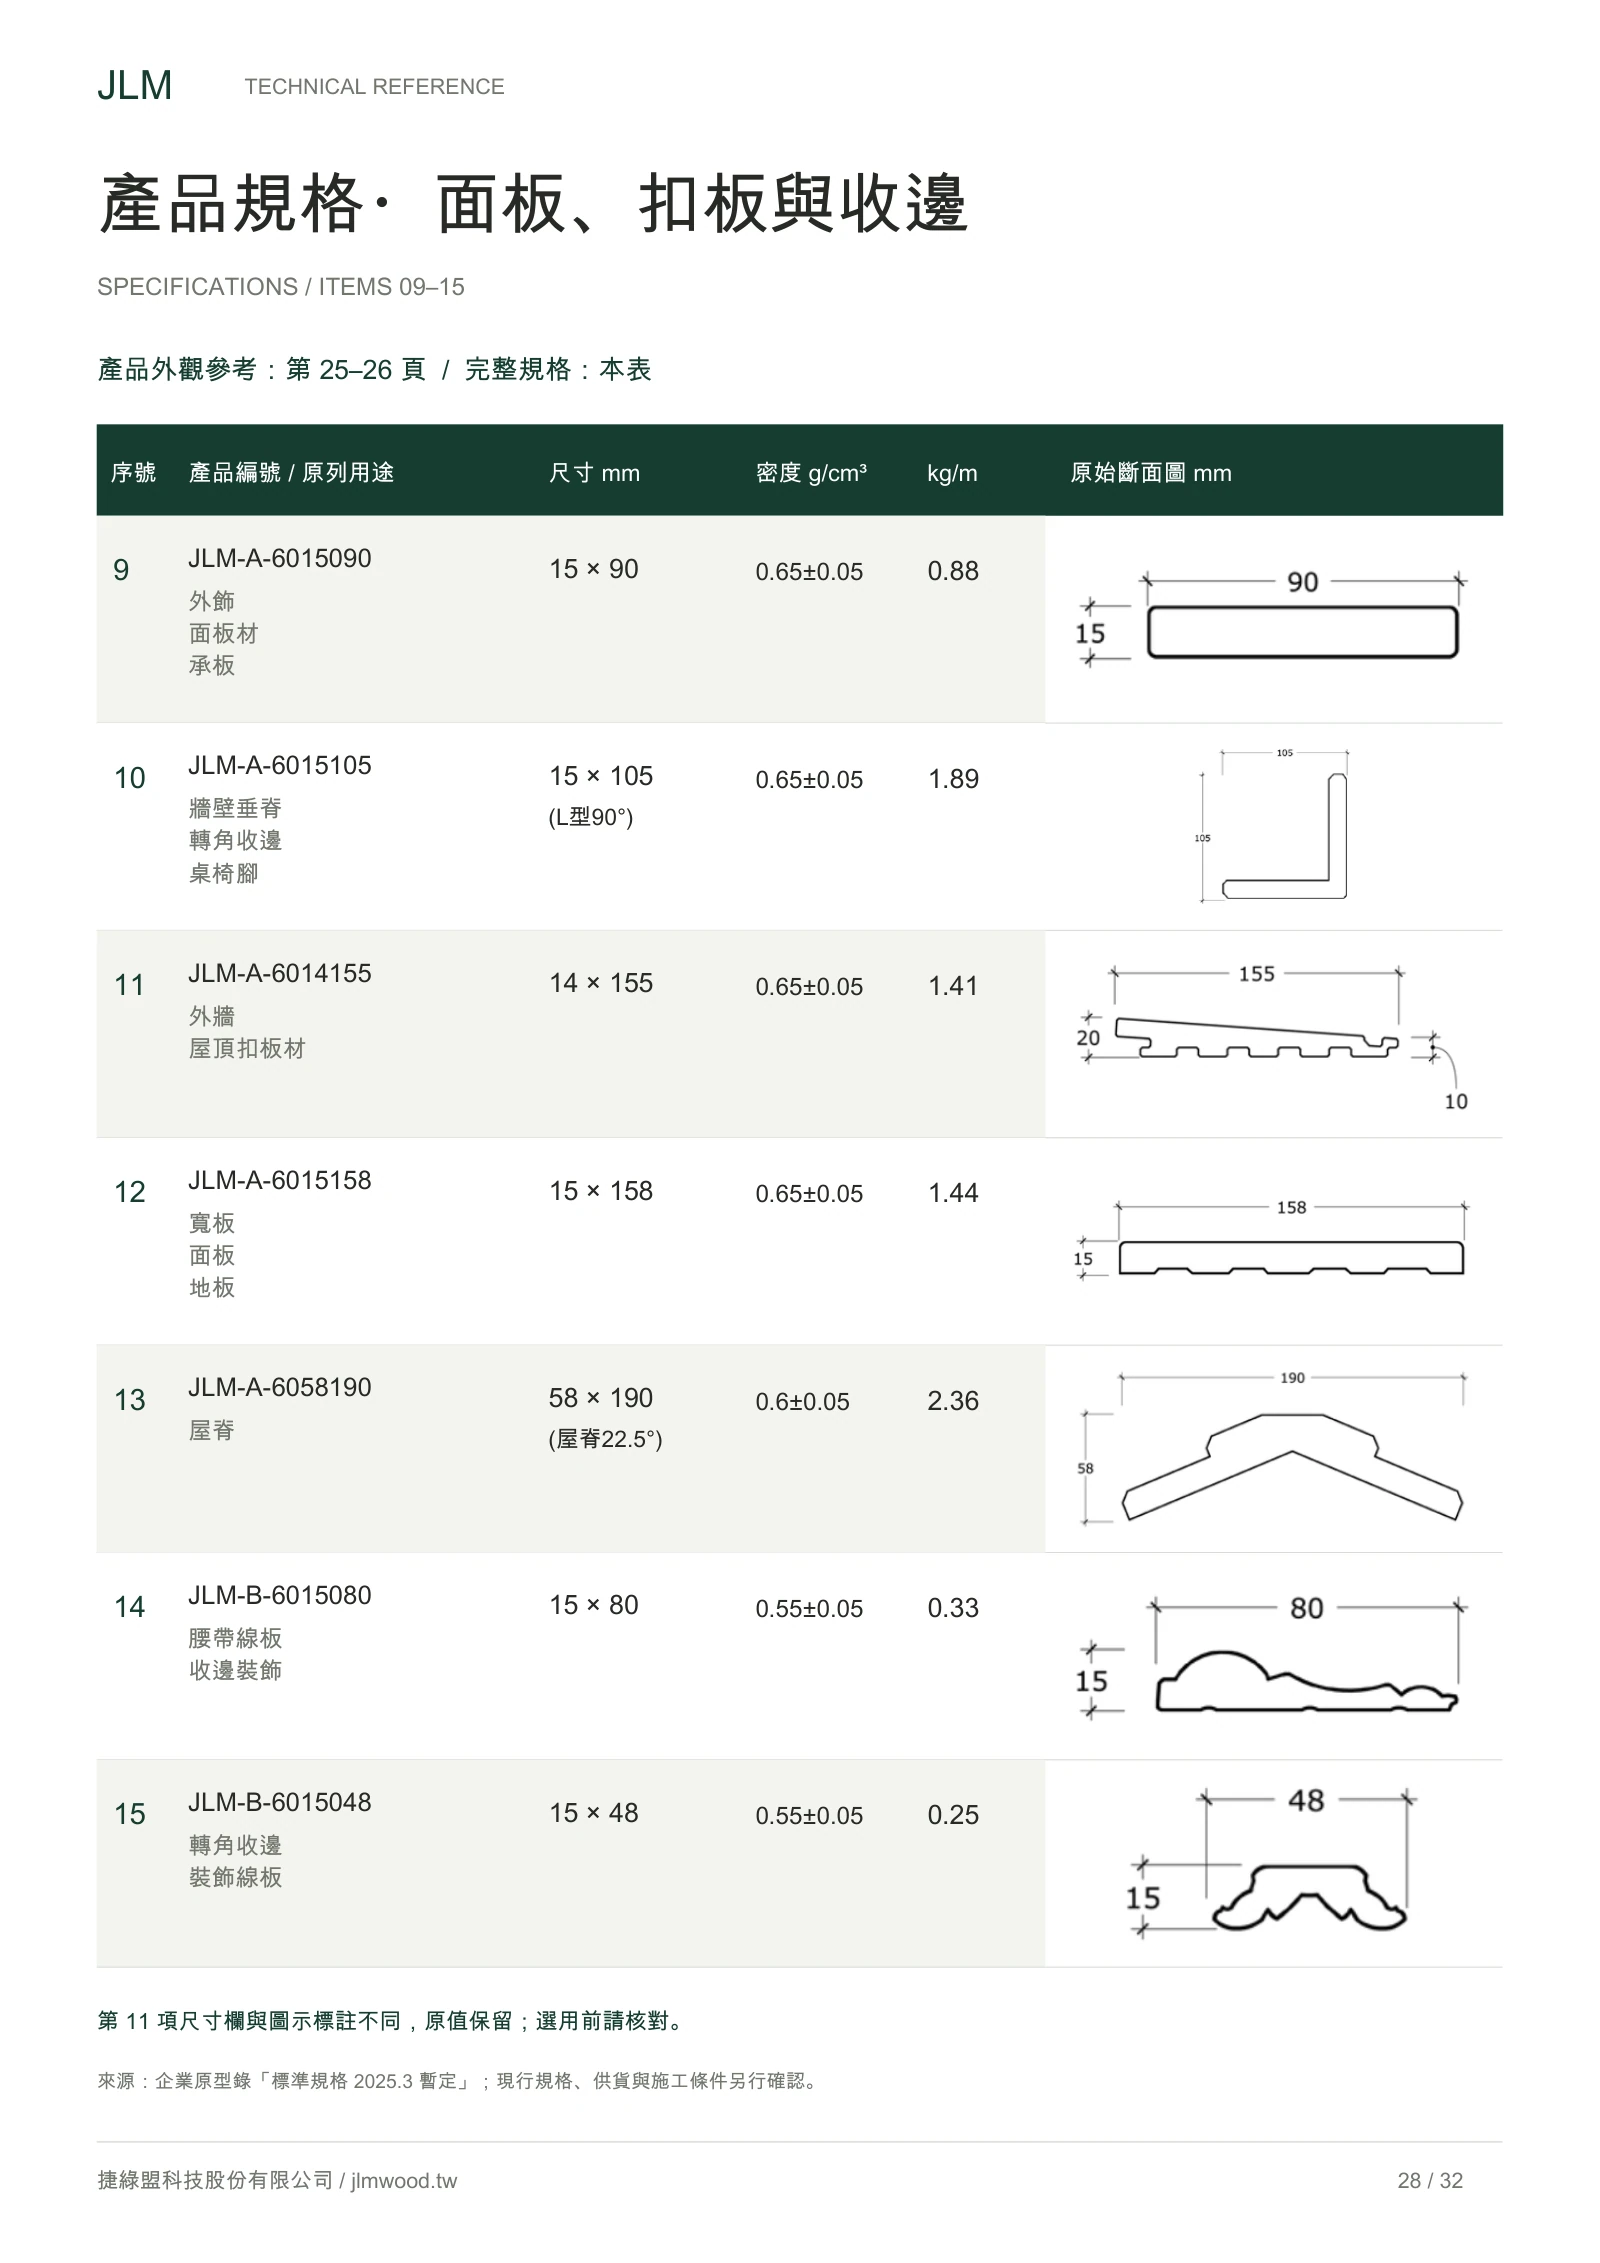 JLM TECHNICAL REFERENCE
產品規格· 面板、扣板與收邊
SPECIFICATIONS / ITEMS 09–15
產品外觀參考：第 25–26 頁 / 完整規格：本表
序號 產品編號 / 原列用途 尺寸 mm 密度 g/cm³ kg/m 原始斷面圖 mm
9 JLM-A-6015090 15 × 90 0.65±0.05 0.88
外飾
面板材
承板
90
15
10 JLM-A-6015105 15 × 105 0.65±0.05 1.89
(L型90°)
牆壁垂脊
轉角收邊
桌椅腳
105
105
11 JLM-A-6014155 14 × 155 0.65±0.05 1.41
外牆
屋頂扣板材
155
20
10
12 JLM-A-6015158 15 × 158 0.65±0.05 1.44
寬板
面板
地板
158
15
13 JLM-A-6058190 58 × 190 0.6±0.05 2.36
屋脊 (屋脊22.5°)
190
58
14 JLM-B-6015080 15 × 80 0.55±0.05 0.33
腰帶線板
收邊裝飾
80
15
15 JLM-B-6015048 15 × 48 0.55±0.05 0.25
轉角收邊
裝飾線板
48
15
第 11 項尺寸欄與圖示標註不同，原值保留；選用前請核對。
來源：企業原型錄「標準規格 2025.3 暫定」；現行規格、供貨與施工條件另行確認。
捷綠盟科技股份有限公司 / jlmwood.tw 28 / 32